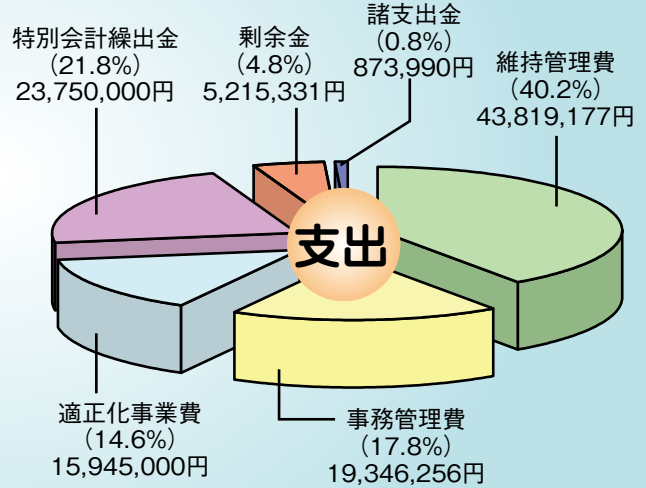 特別会計繰出金
(21.8%)
23,750,000円
剰余金
(4.8%)
5,215,331円
諸支出金
(0.8%)
873,990円
維持管理費
(40.2%)
43,819,177円
支出
適正化事業費
(14.6%)
15,945,000円
事務管理費
(17.8%)
19,346,256円